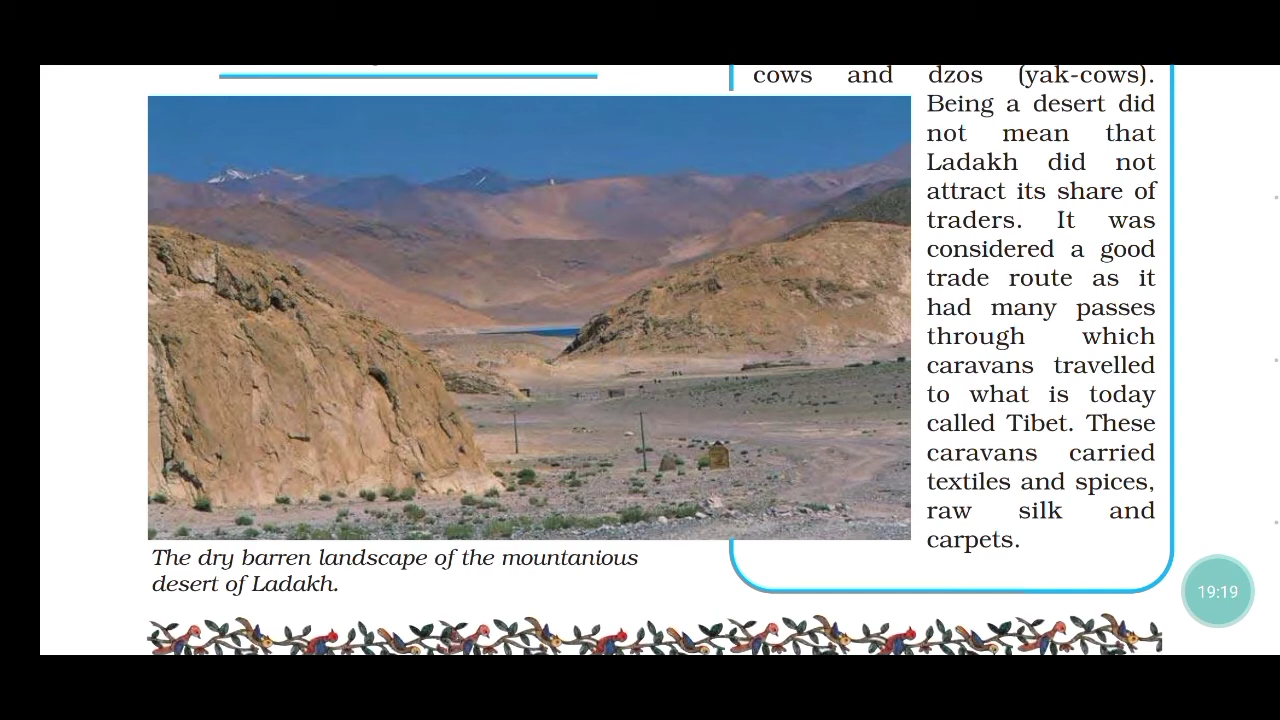 cows and dzos (yak-cows).
Being a desert did
not mean that
Ladakh did not
attract its share of
traders. It was
considered a good
trade route as it
had many passes
through which
caravans travelled
to what is today
called Tibet. These
caravans carried
textiles and spices,
raw silk and
carpets.
The dry barren landscape of the mountanious
desert of Ladakh.
19:19